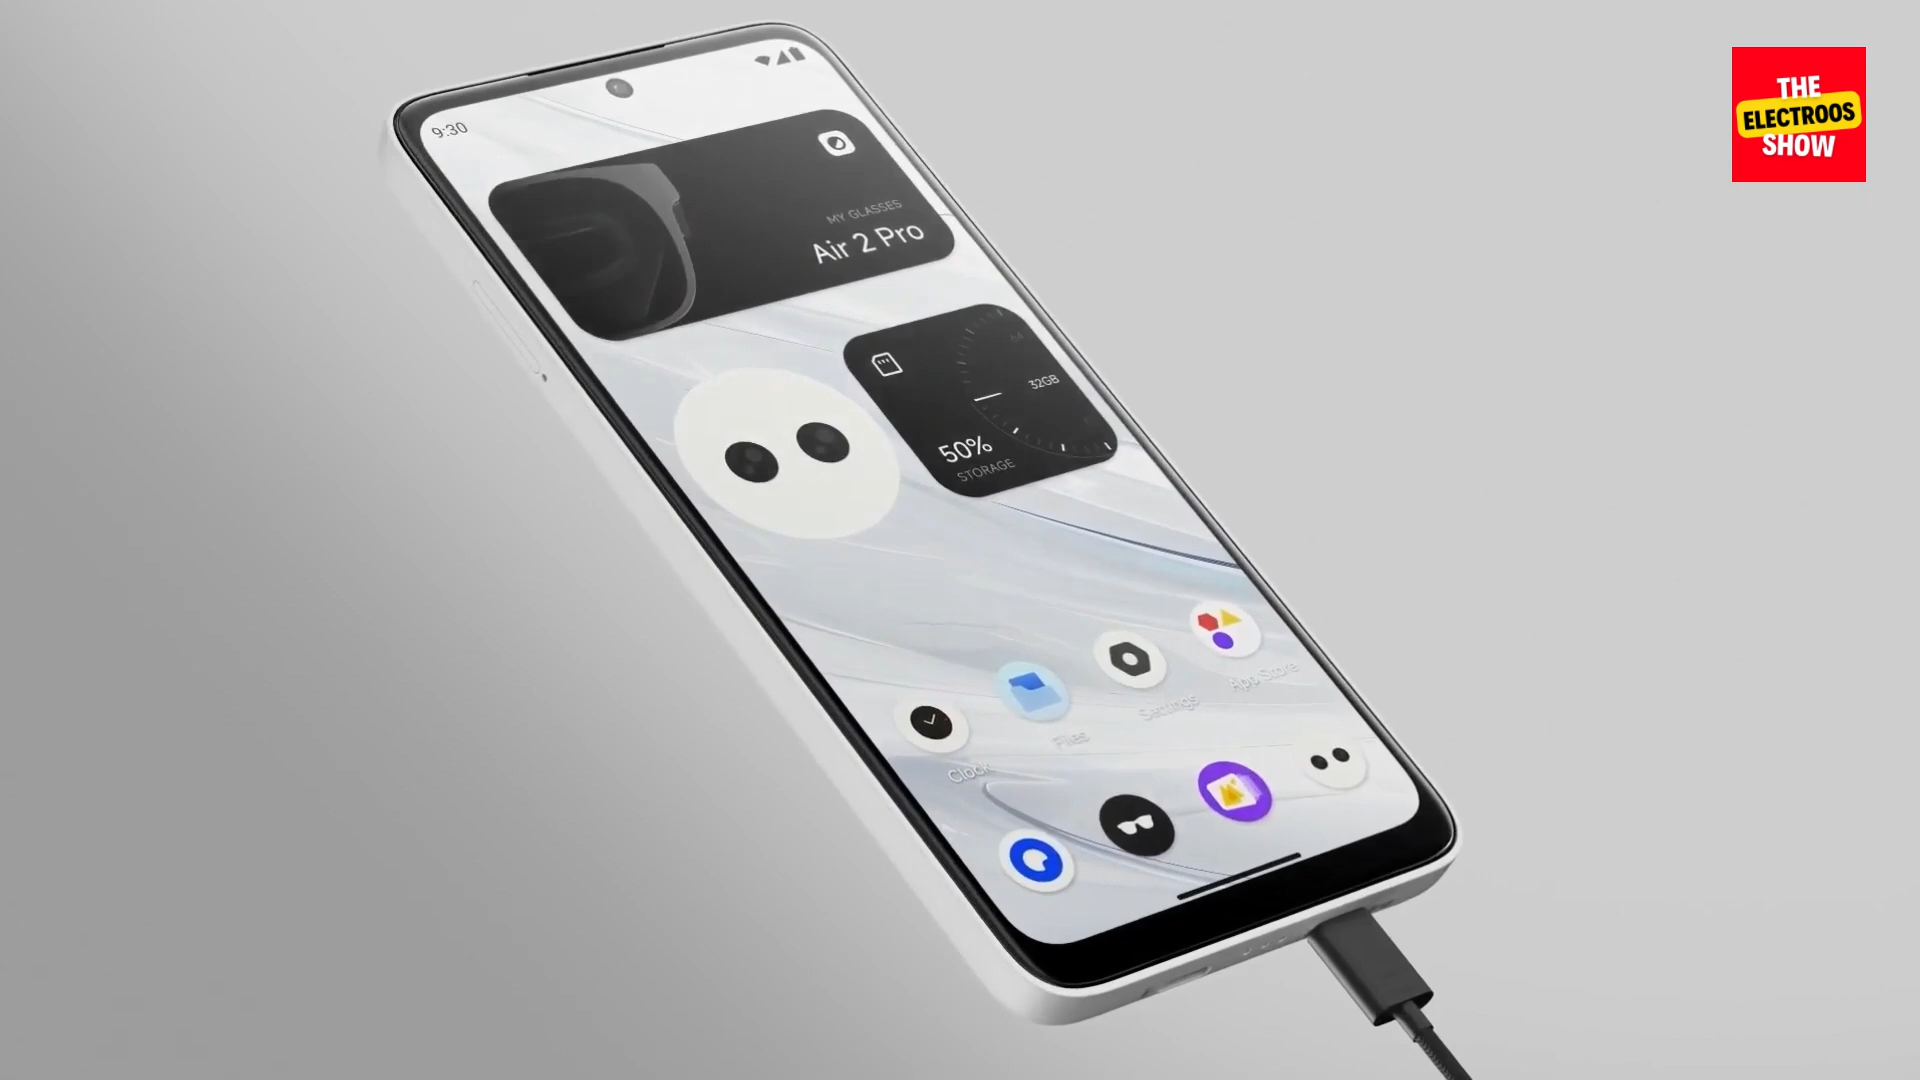 THE
ELECTROOS
SHOW
9:30
MY GLASSES
Air 2 Pro
32GB
50%
STORAGE
App Store
Settings
Files
Clock